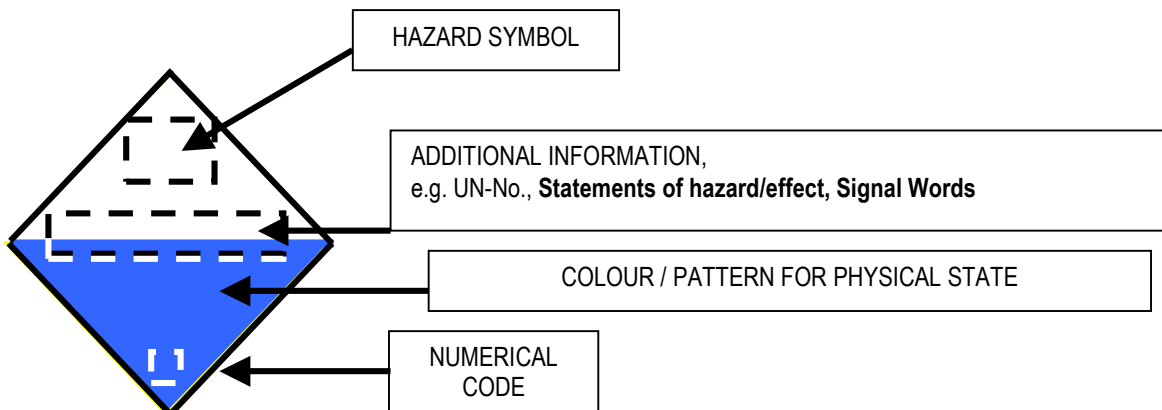 HAZARD SYMBOL
ADDITIONAL INFORMATION,
e.g. UN-No., Statements of hazard/effect, Signal Words
COLOUR / PATTERN FOR PHYSICAL STATE
NUMERICAL
CODE